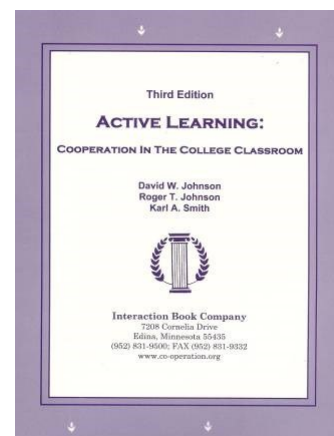 Third Edition
ACTIVE LEARNING:
COOPERATION IN THE COLLEGE CLASSROOM
David W. Johnson
Roger T. Johnson
Karl A. Smith
Interaction Book Company
7208 Cornelia Drive
Edina, Minnesota 55435
(952) 831-9500; FAX (952) 831-9332
www.co-operation.org